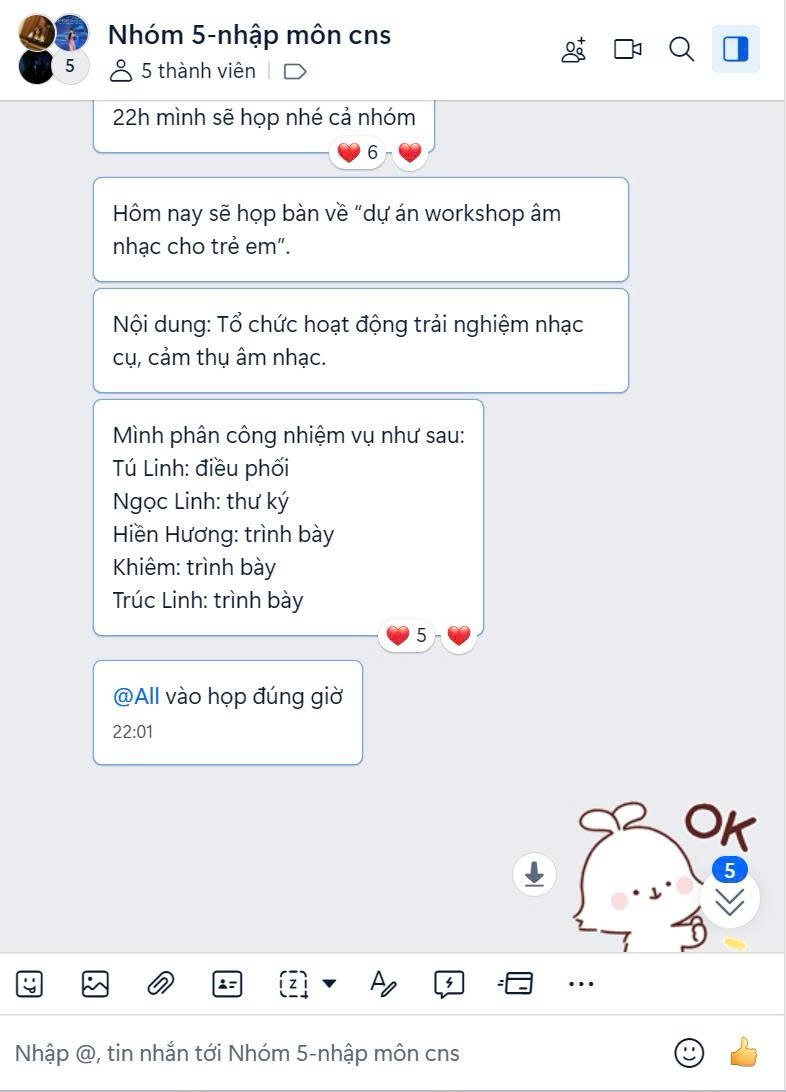 Nhóm 5-nhập môn cns
5
5 thành viên
22h mình sẽ họp nhé cả nhóm
6
Hôm nay sẽ họp bàn về “dự án workshop âm
nhạc cho trẻ em”.
Nội dung: Tổ chức hoạt động trải nghiệm nhạc
cụ, cảm thụ âm nhạc.
Mình phân công nhiệm vụ như sau:
Tú Linh: điều phối
Ngọc Linh: thư ký
Hiền Hương: trình bày
Khiêm: trình bày
Trúc Linh: trình bày
5
@All vào họp đúng giờ
22:01
OK
5
Nhập @, tin nhắn tới Nhóm 5-nhập môn cns